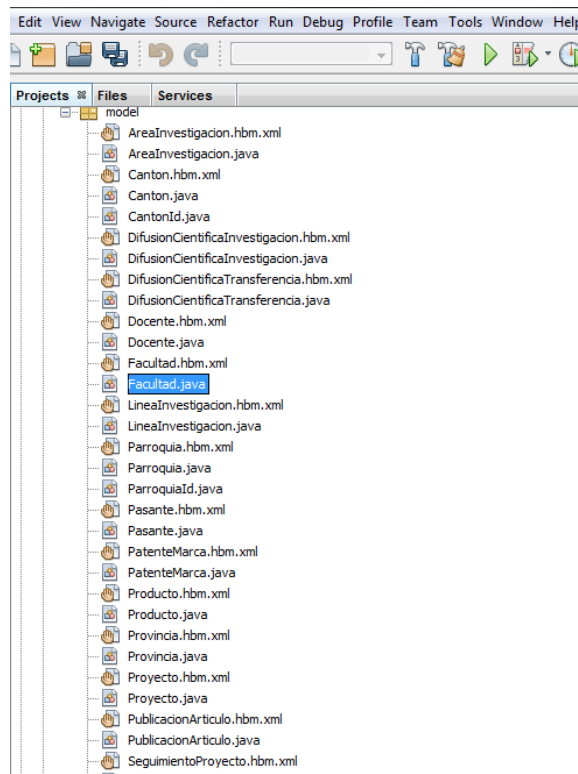 Edit View Navigate Source Refactor Run Debug Profile Team Tools Window Help
Projects Files Services
model
AreaInvestigacion.hbm.xml
AreaInvestigacion.java
Canton.hbm.xml
Canton.java
CantonId.java
DifusionCientificaInvestigacion.hbm.xml
DifusionCientificaInvestigacion.java
DifusionCientificaTransferencia.hbm.xml
DifusionCientificaTransferencia.java
Docente.hbm.xml
Docente.java
Facultad.hbm.xml
Facultad.java
LineaInvestigacion.hbm.xml
LineaInvestigacion.java
Parroquia.hbm.xml
Parroquia.java
ParroquiaId.java
Pasante.hbm.xml
Pasante.java
PatenteMarca.hbm.xml
PatenteMarca.java
Producto.hbm.xml
Producto.java
Provincia.hbm.xml
Provincia.java
Proyecto.hbm.xml
Proyecto.java
PublicacionArticulo.hbm.xml
PublicacionArticulo.java
SeguimientoProyecto.hbm.xml